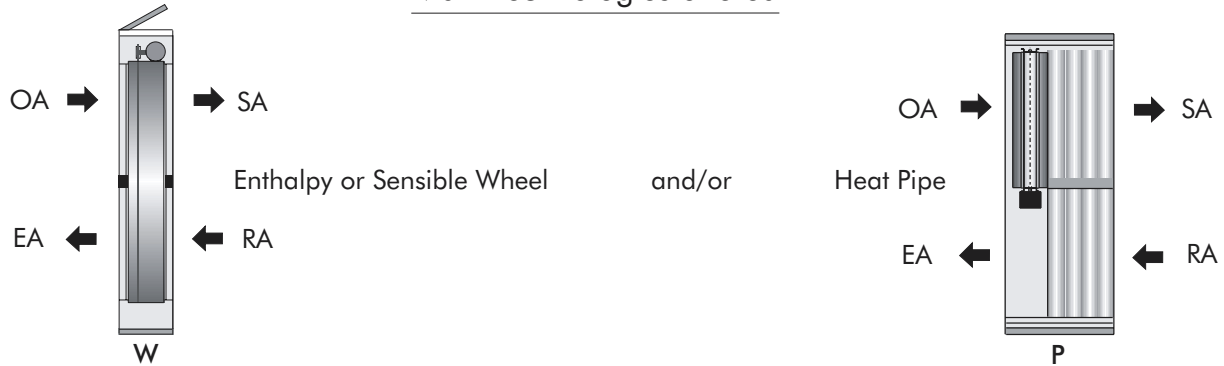 OA SA OA SA
Enthalpy or Sensible Wheel and/or Heat Pipe
EA RA EA RA
W P